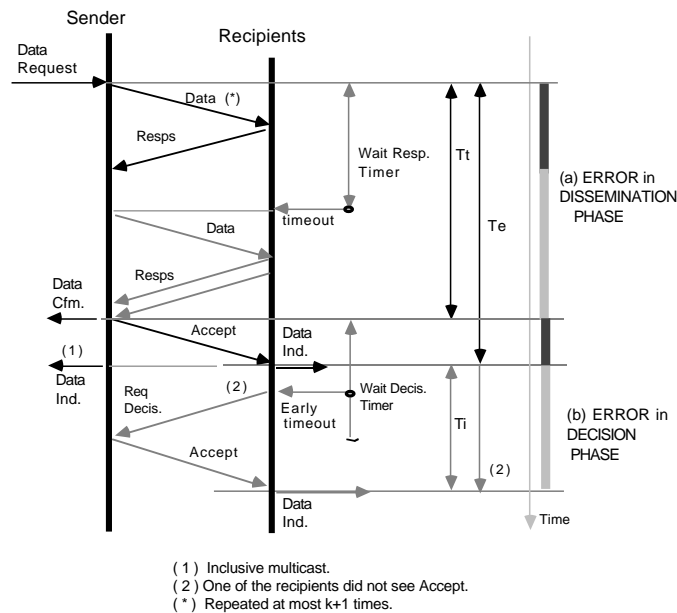 Sender
Recipients
Data
Request
Data (*)
Resps
Wait Resp.
Timer
Tt
Te
(a) ERROR in
DISSEMINATION
PHASE
timeout
Data
Resps
Data
Cfm.
Accept
Data
Ind.
(1)
Data
Ind.
Req
Decis.
(2)
Early
timeout
Wait Decis.
Timer
Ti
(2)
(b) ERROR in
DECISION
PHASE
Accept
Data
Ind.
Time
( 1 ) Inclusive multicast.
( 2 ) One of the recipients did not see Accept.
( * ) Repeated at most k+1 times.